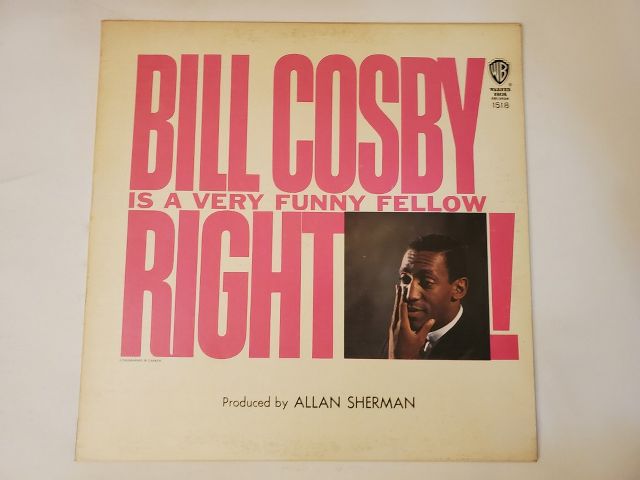 BILL COSBY
WB
1518
IS A VERY FUNNY FELLOW
RIGHT!
Produced by ALLAN SHERMAN